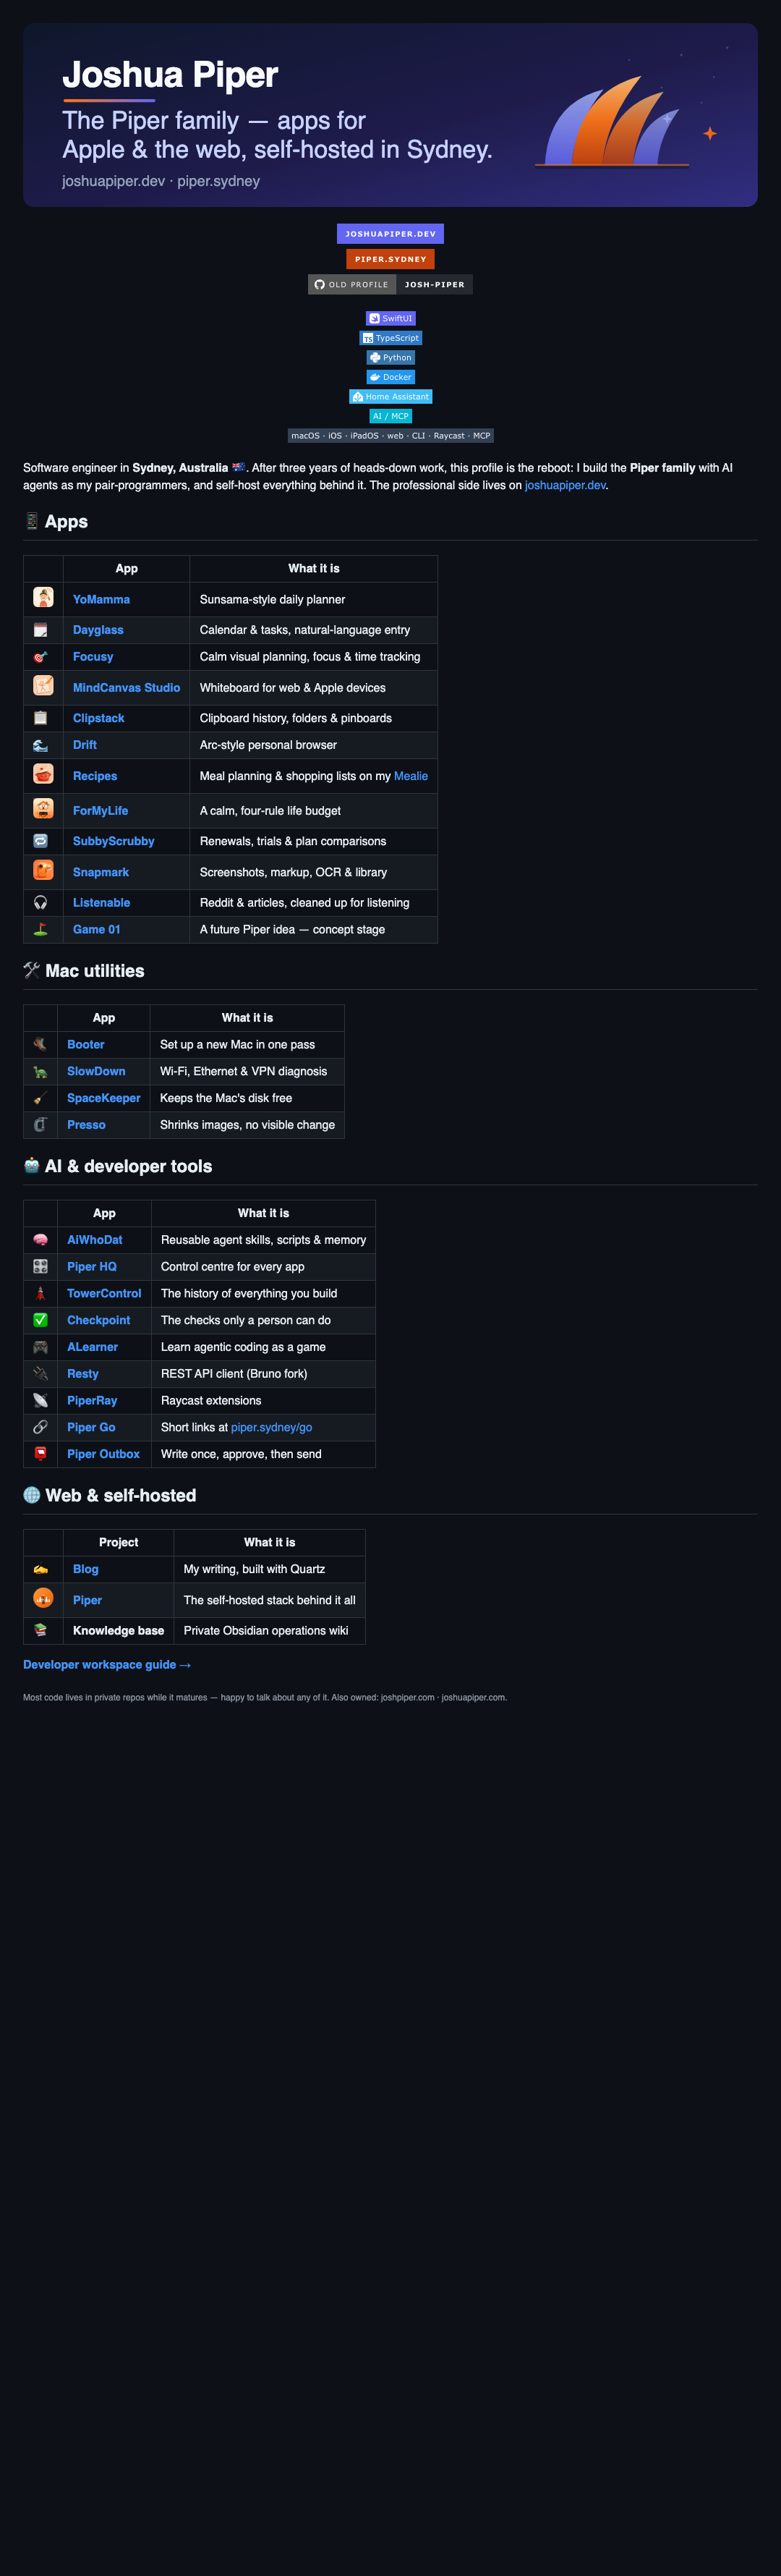 Joshua Piper
The Piper family — apps for
Apple & the web, self-hosted in Sydney.
joshuapiper.dev · piper.sydney
JOSHUAPIPER.DEV
PIPER.SYDNEY
OLD PROFILE JOSH-PIPER
SwiftUI
TS TypeScript
Python
Docker
Home Assistant
AI / MCP
macOS · iOS · iPadOS · web · CLI · Raycast · MCP
Software engineer in Sydney, Australia 🇦🇺. After three years of heads-down work, this profile is the reboot: I build the Piper family with AI
agents as my pair-programmers, and self-host everything behind it. The professional side lives on joshuapiper.dev.
📱 Apps
App What it is
YoMamma Sunsama-style daily planner
Dayglass Calendar & tasks, natural-language entry
Focusy Calm visual planning, focus & time tracking
MindCanvas Studio Whiteboard for web & Apple devices
Clipstack Clipboard history, folders & pinboards
Drift Arc-style personal browser
Recipes Meal planning & shopping lists on my Mealie
ForMyLife A calm, four-rule life budget
SubbyScrubby Renewals, trials & plan comparisons
Snapmark Screenshots, markup, OCR & library
Listenable Reddit & articles, cleaned up for listening
Game 01 A future Piper idea — concept stage
🛠 Mac utilities
App What it is
Booter Set up a new Mac in one pass
SlowDown Wi-Fi, Ethernet & VPN diagnosis
SpaceKeeper Keeps the Mac's disk free
Presso Shrinks images, no visible change
🤖 AI & developer tools
App What it is
AiWhoDat Reusable agent skills, scripts & memory
Piper HQ Control centre for every app
TowerControl The history of everything you build
Checkpoint The checks only a person can do
ALearner Learn agentic coding as a game
Resty REST API client (Bruno fork)
PiperRay Raycast extensions
Piper Go Short links at piper.sydney/go
Piper Outbox Write once, approve, then send
🌐 Web & self-hosted
Project What it is
Blog My writing, built with Quartz
Piper The self-hosted stack behind it all
Knowledge base Private Obsidian operations wiki
Developer workspace guide →
Most code lives in private repos while it matures — happy to talk about any of it. Also owned: joshpiper.com · joshuapiper.com.